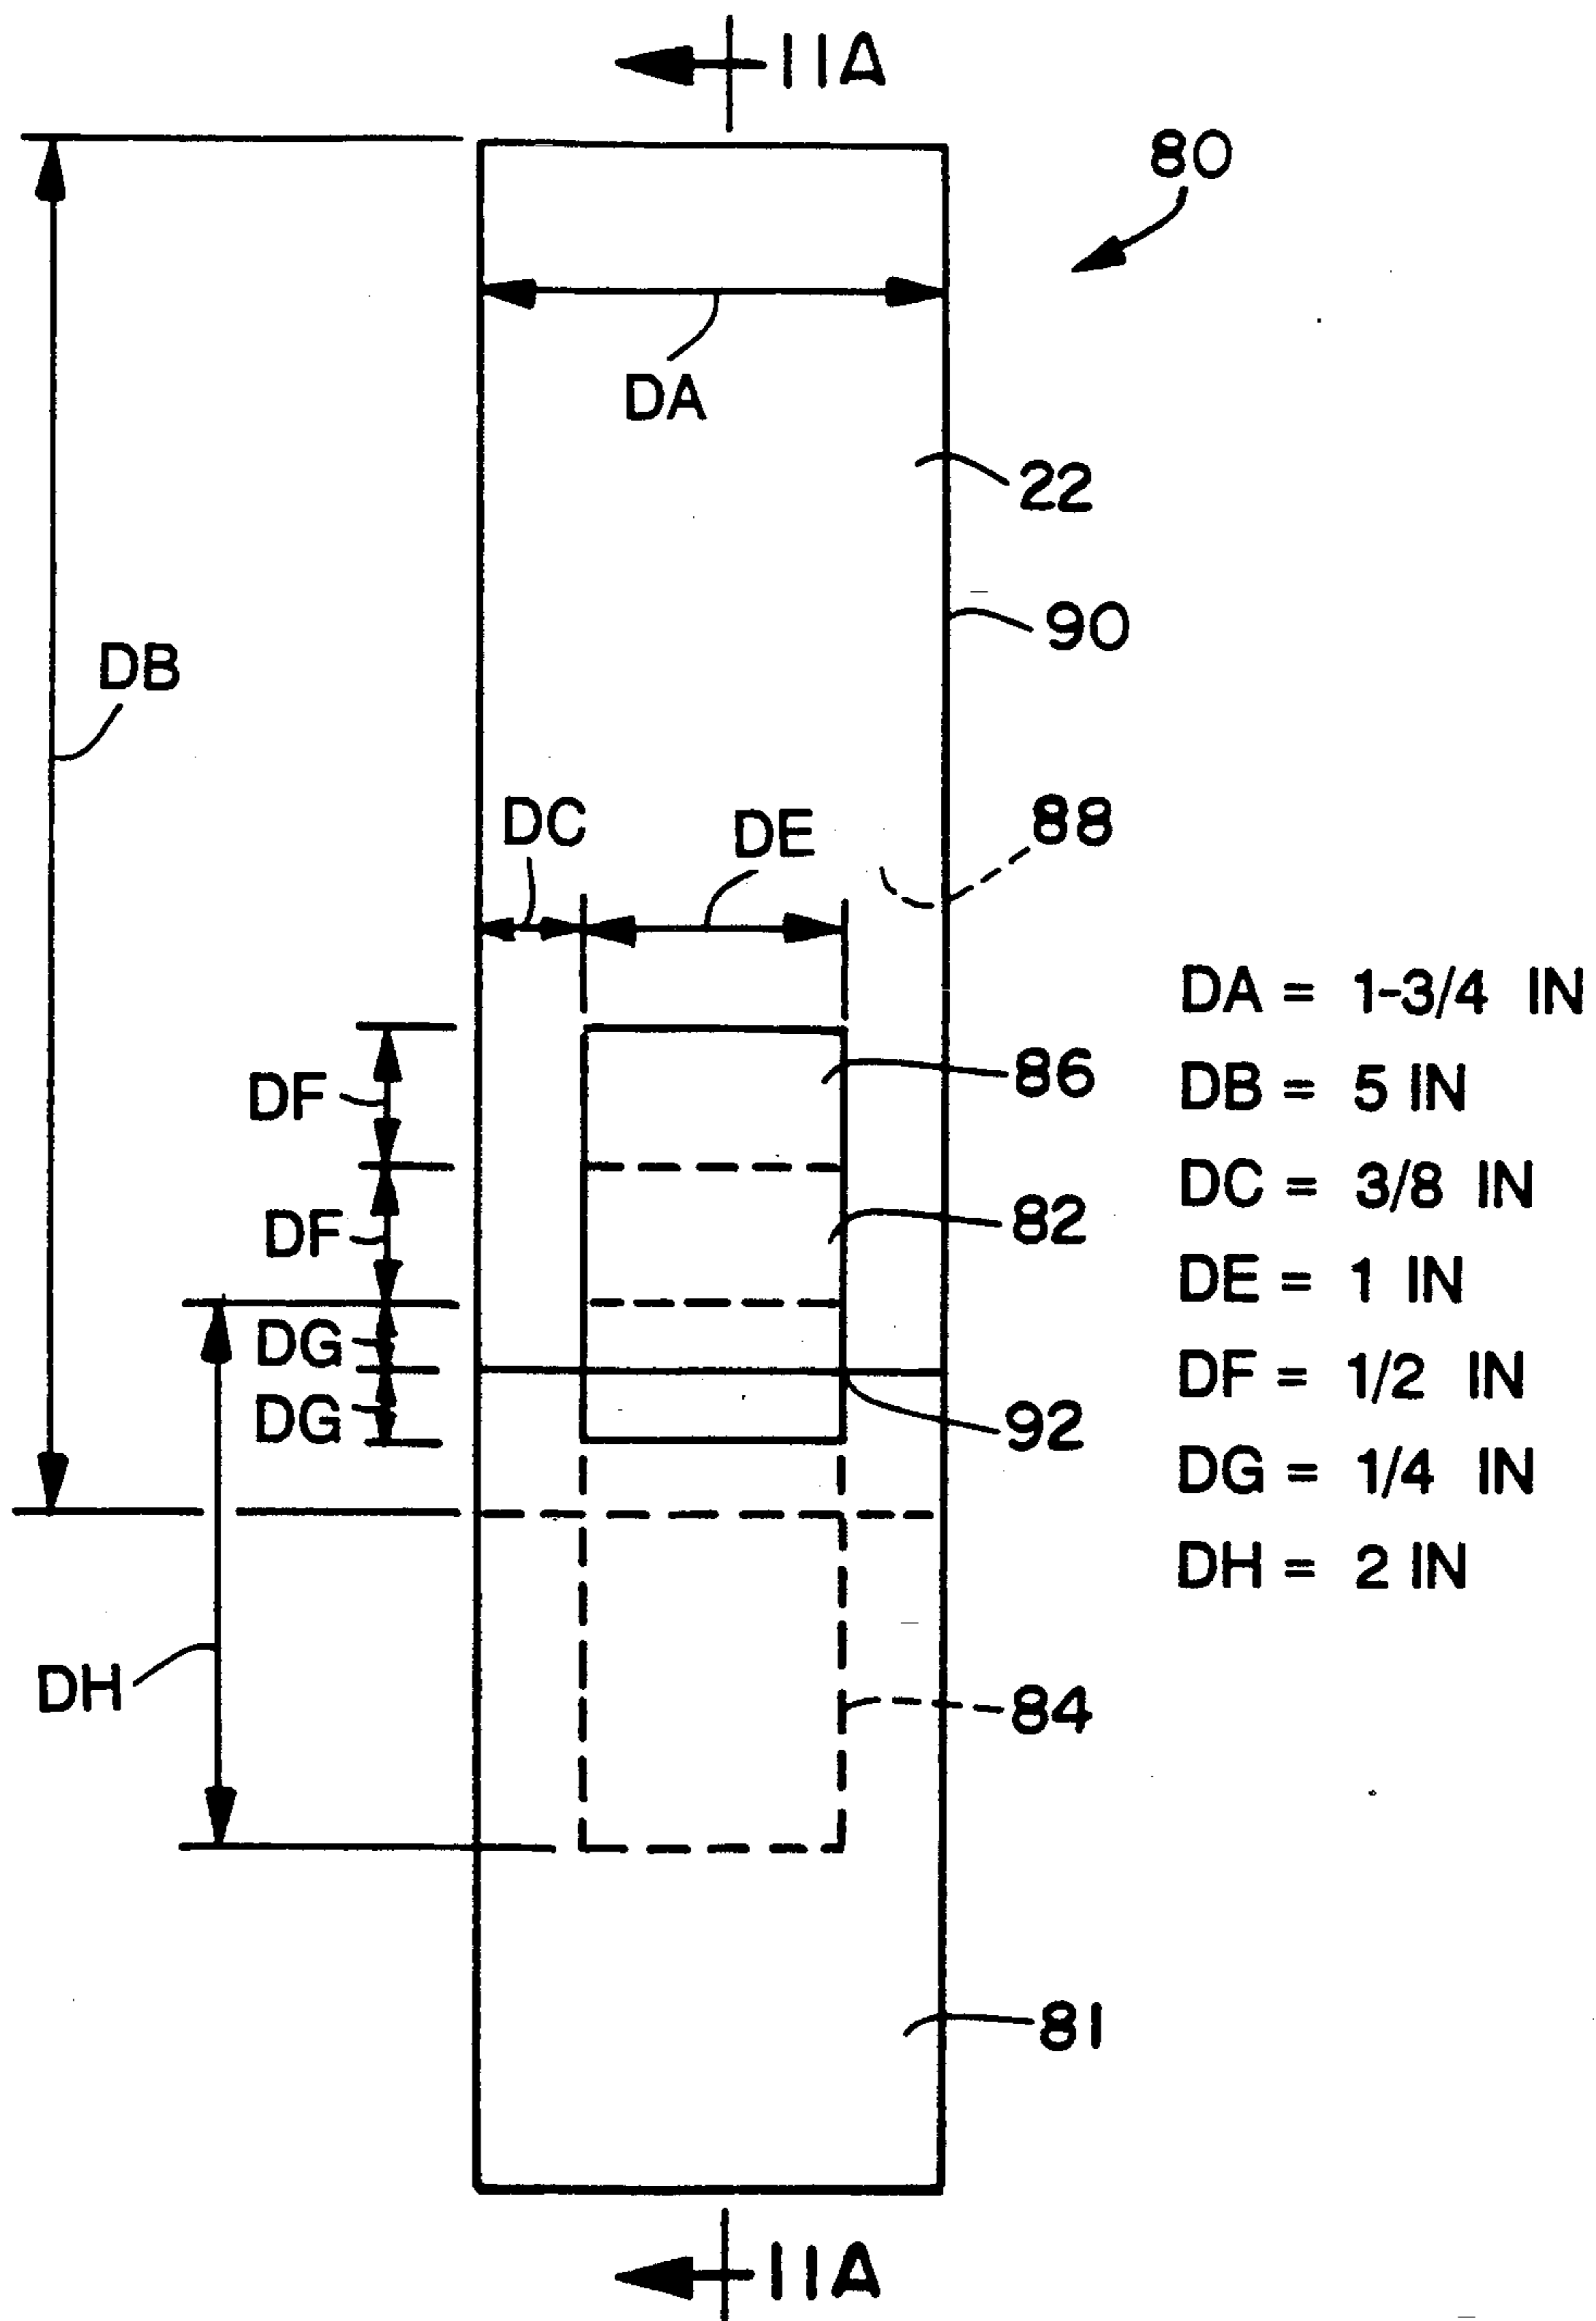 11A
80
DA
22
90
DB
DC
DE
88
DA = 1-3/4 IN
86
DF
DB = 5 IN
DC = 3/8 IN
82
DF
DE = 1 IN
DG
DF = 1/2 IN
DG
92
DG = 1/4 IN
DH = 2 IN
DH
84
81
11A